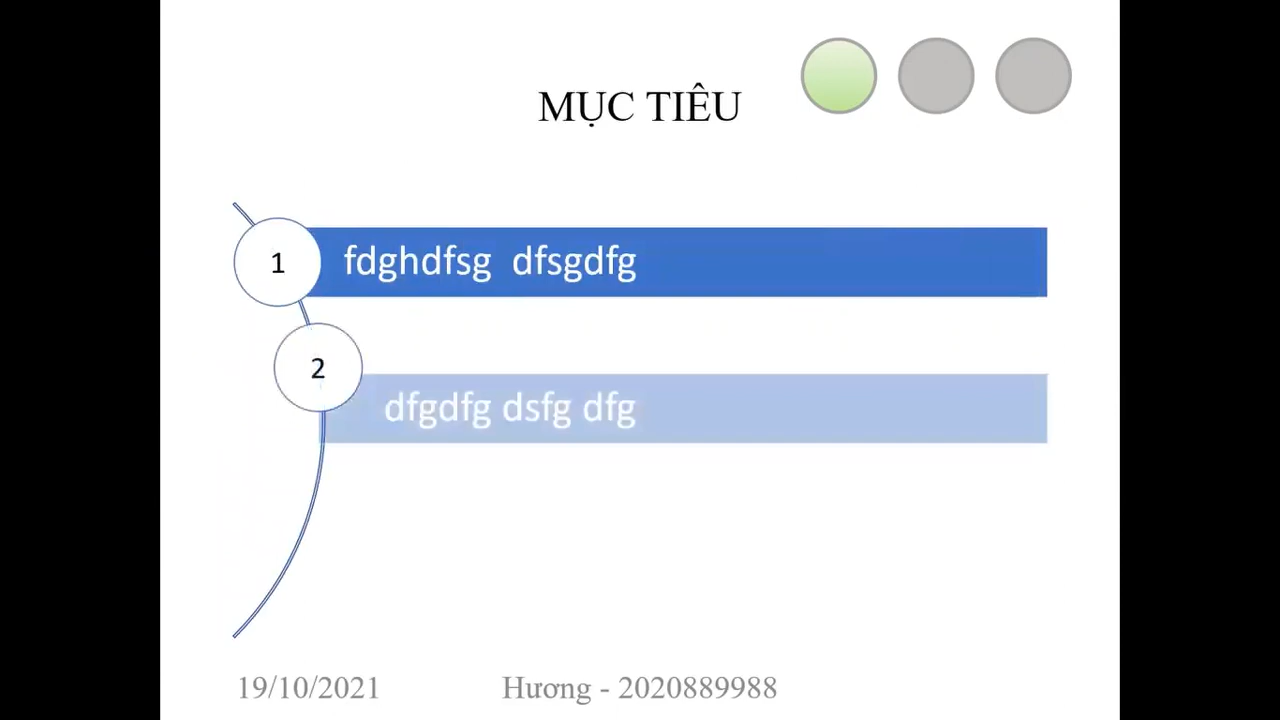 MỤC TIÊU
1 fdghdfsg dfsgdfg
2 dfgdfg dsfg dfg
19/10/2021 Hương - 2020889988